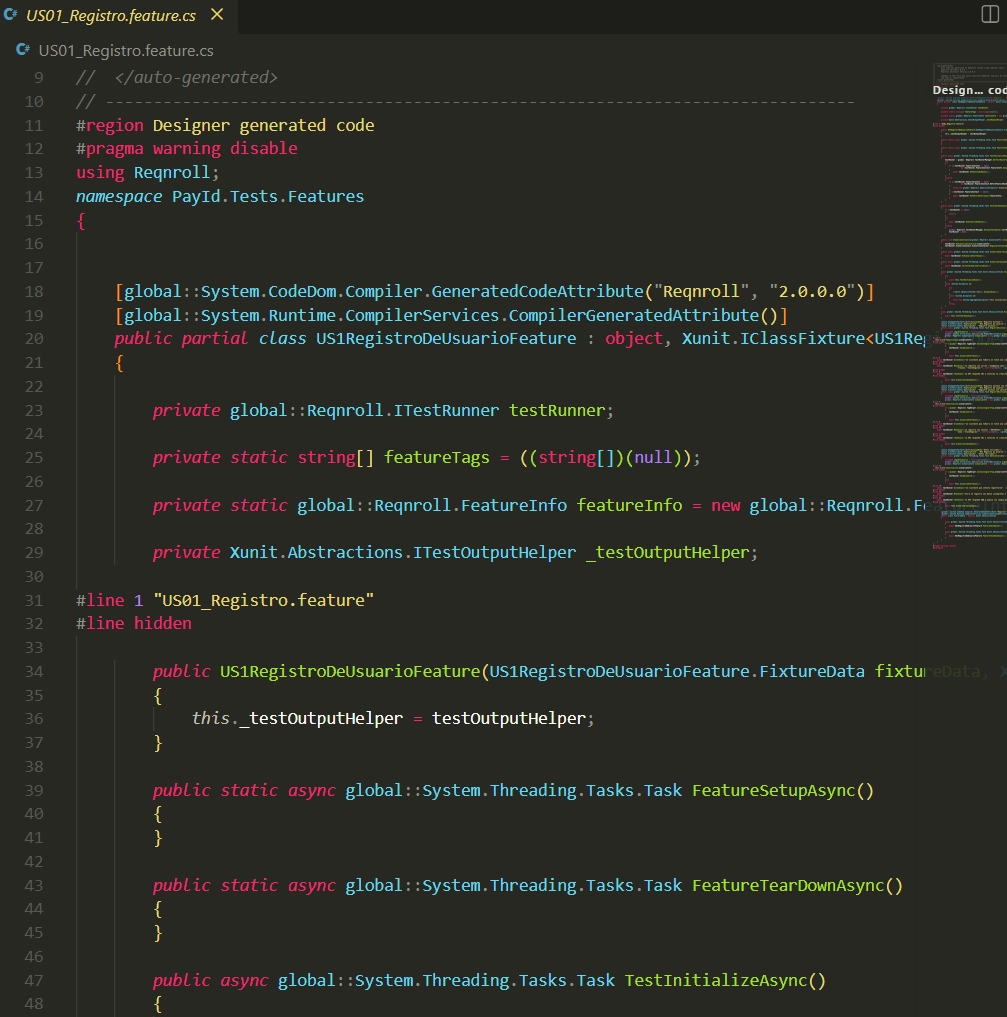 US01_Registro.feature.cs
US01_Registro.feature.cs
9 //  </auto-generated>
10 // ------------------------------------------------------------------------------
11 #region Designer generated code
12 #pragma warning disable
13 using Reqnroll;
14 namespace PayId.Tests.Features
15 {
16
17
18 [global::System.CodeDom.Compiler.GeneratedCodeAttribute("Reqnroll", "2.0.0.0")]
19 [global::System.Runtime.CompilerServices.CompilerGeneratedAttribute()]
20 public partial class US1RegistroDeUsuarioFeature : object, Xunit.IClassFixture<US1Reg
21 {
22
23 private global::Reqnroll.ITestRunner testRunner;
24
25 private static string[] featureTags = ((string[])(null));
26
27 private static global::Reqnroll.FeatureInfo featureInfo = new global::Reqnroll.Fe
28
29 private Xunit.Abstractions.ITestOutputHelper _testOutputHelper;
30
31 #line 1 "US01_Registro.feature"
32 #line hidden
33
34 public US1RegistroDeUsuarioFeature(US1RegistroDeUsuarioFeature.FixtureData fixtureData, X
35 {
36 this._testOutputHelper = testOutputHelper;
37 }
38
39 public static async global::System.Threading.Tasks.Task FeatureSetupAsync()
40 {
41 }
42
43 public static async global::System.Threading.Tasks.Task FeatureTearDownAsync()
44 {
45 }
46
47 public async global::System.Threading.Tasks.Task TestInitializeAsync()
48 {
Design... cod